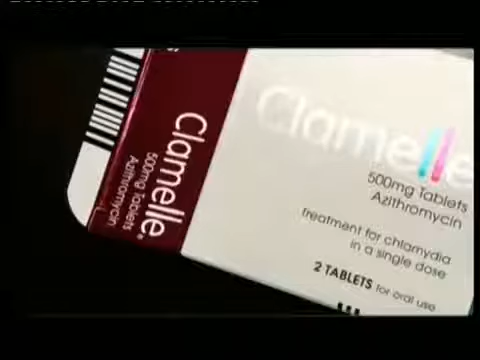 Clamelle®
500mg Tablets
Azithromycin
Clamelle
500mg Tablets
Azithromycin
treatment for chlamydia
in a single dose
2 TABLETS for oral use